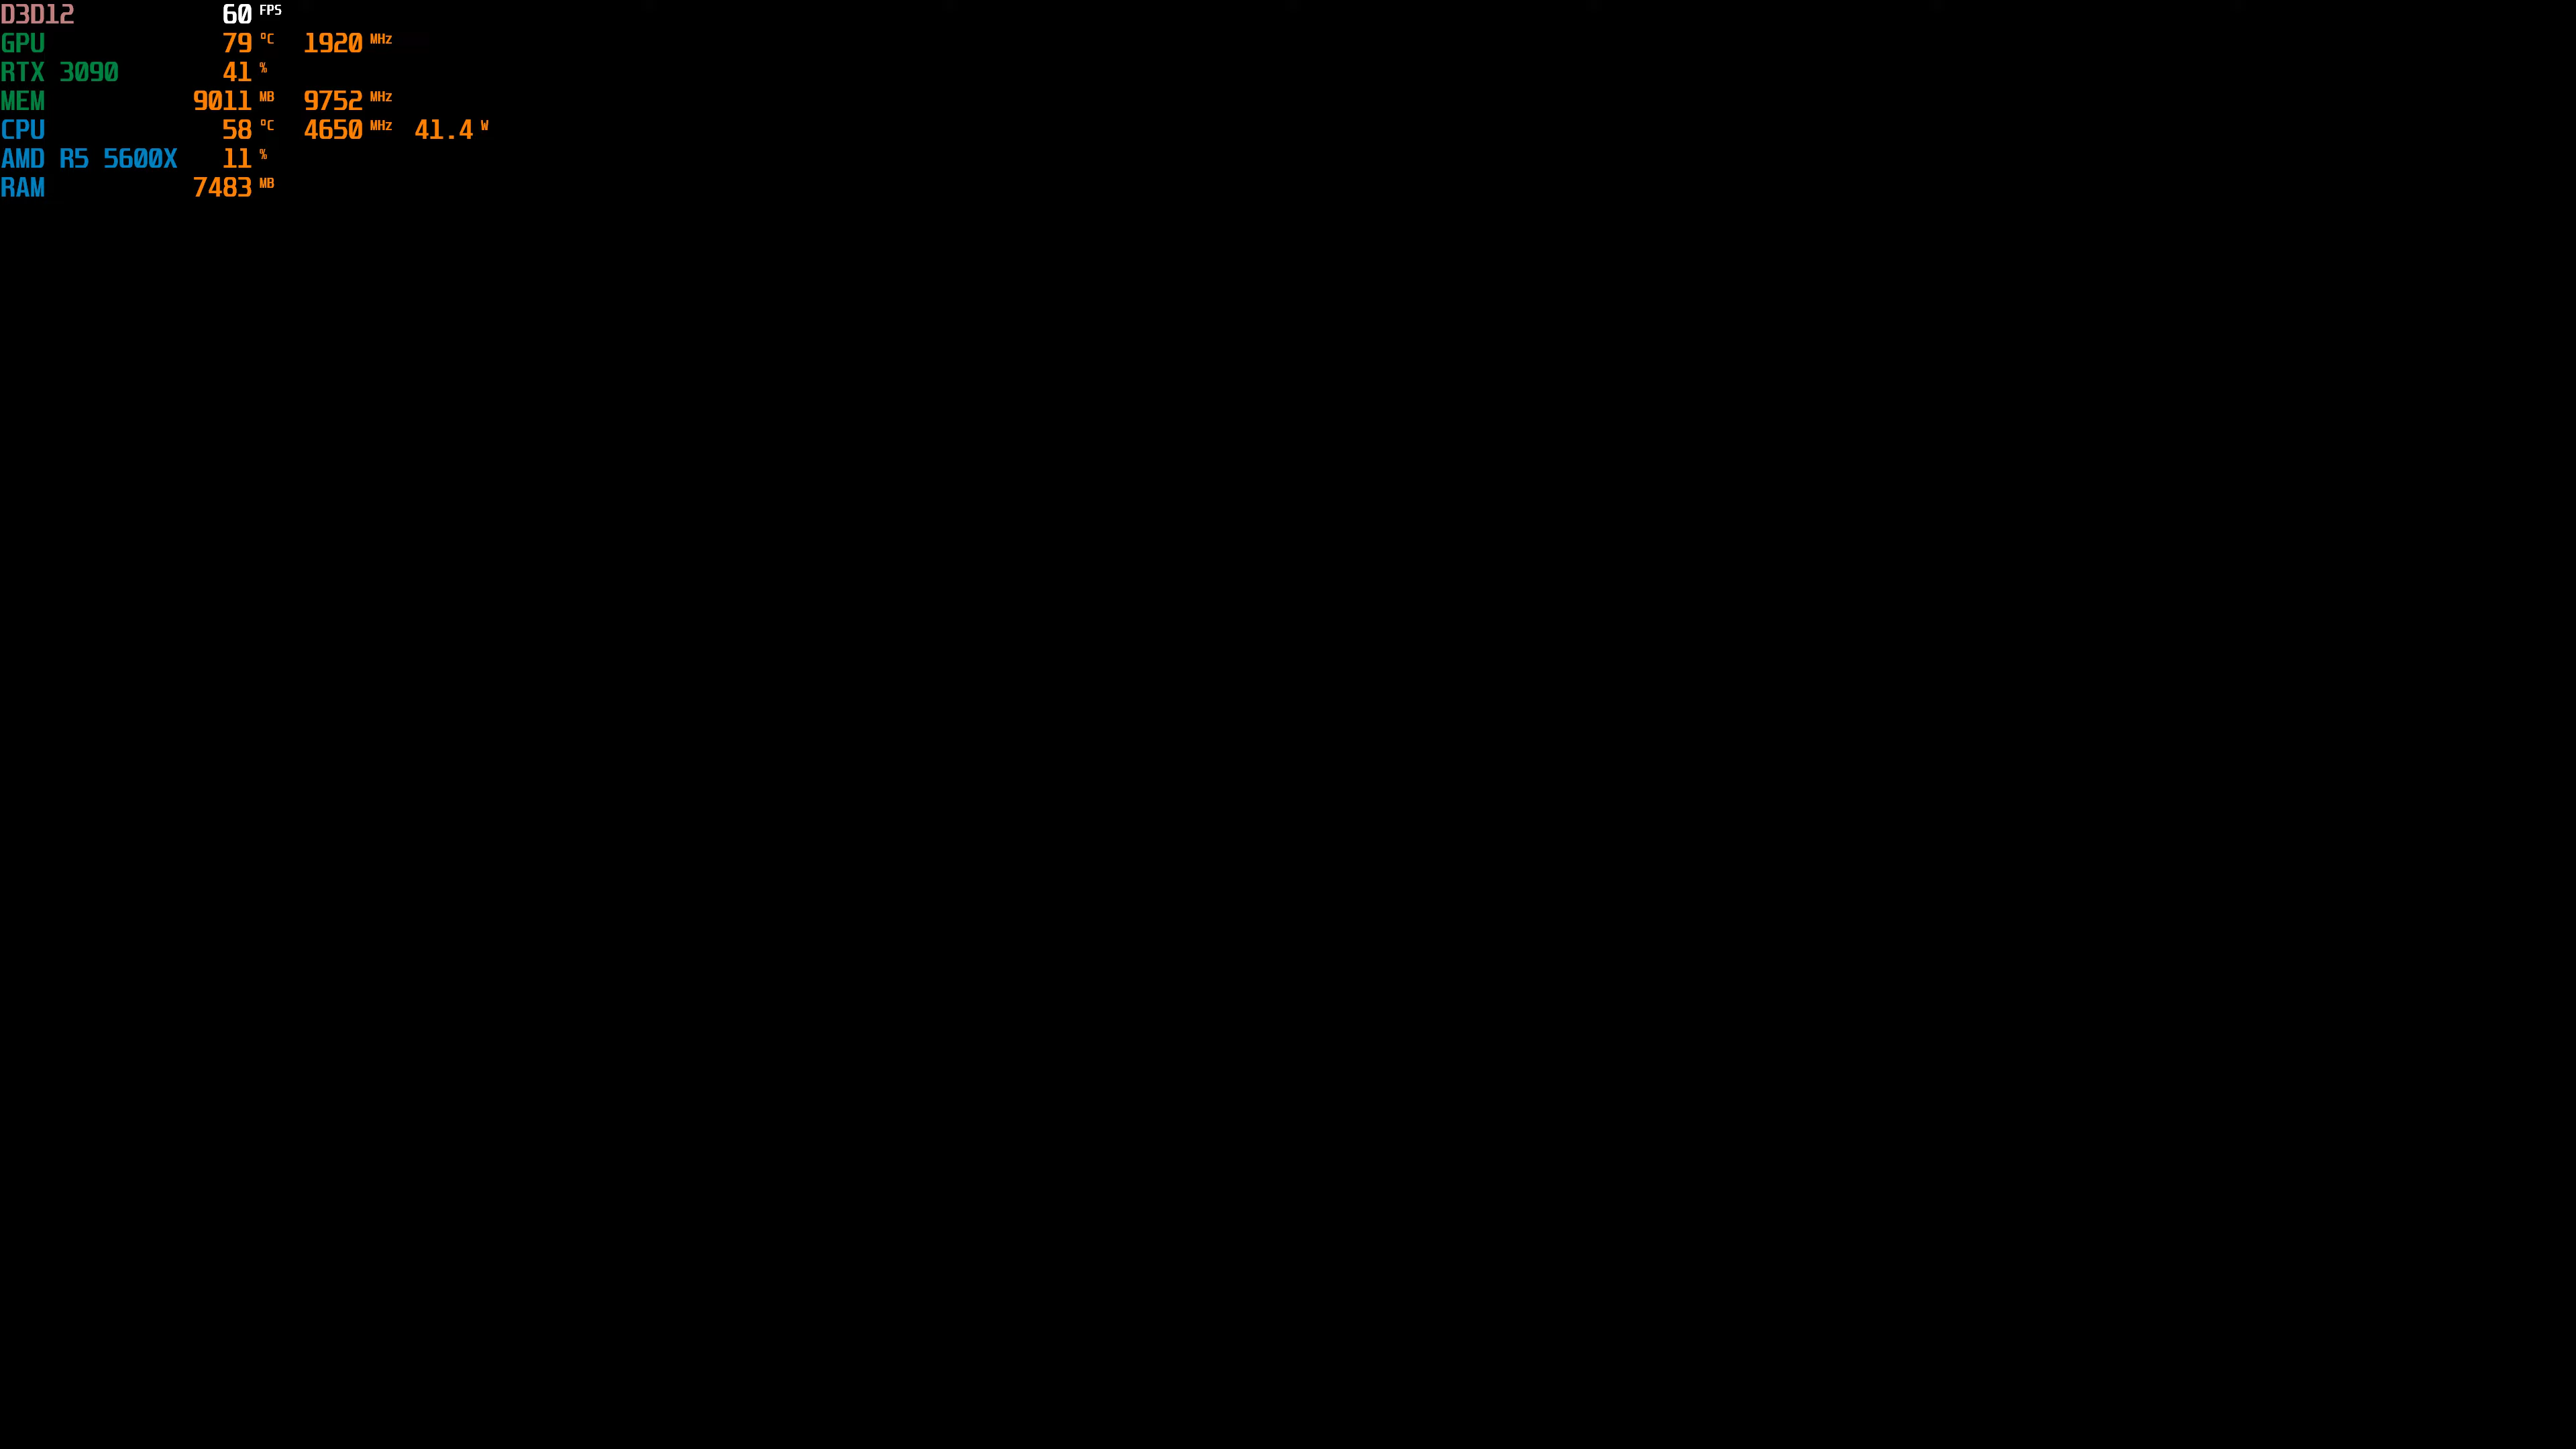 D3D12 60 FPS
GPU 79 °C 1920 MHz
RTX 3090 41 %
MEM 9011 MB 9752 MHz
CPU 58 °C 4650 MHz 41.4 W
AMD R5 5600X 11 %
RAM 7483 MB